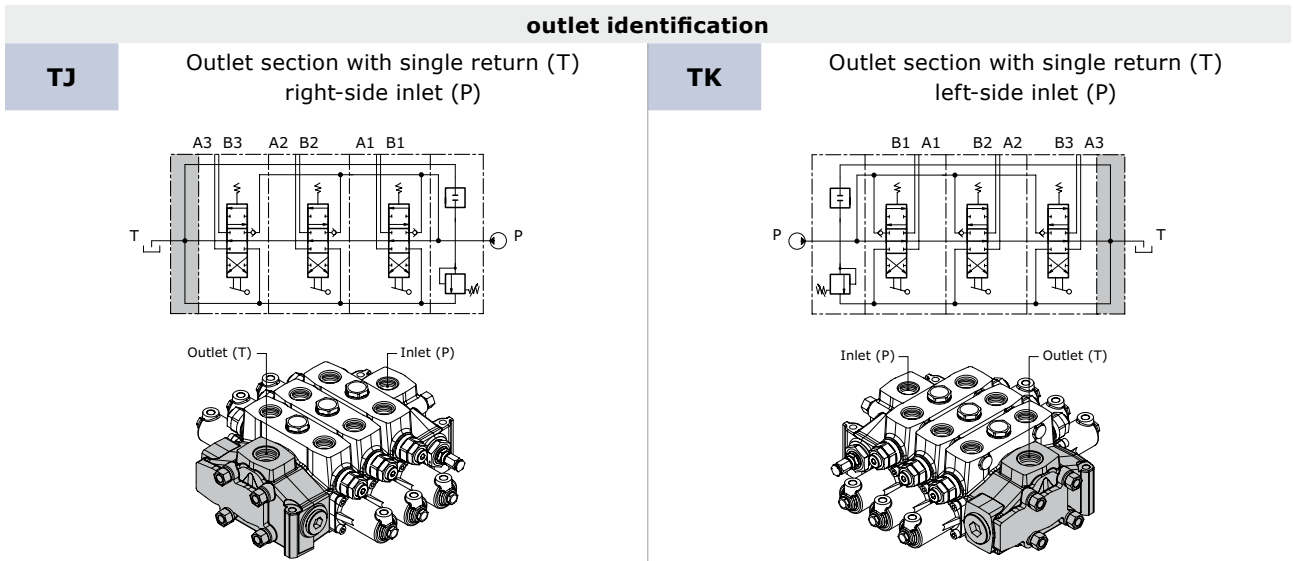 outlet identification
TJ
Outlet section with single return (T)
right-side inlet (P)
A3 B3 A2 B2 A1 B1
T
P
Outlet (T)
Inlet (P)
TK
Outlet section with single return (T)
left-side inlet (P)
B1 A1 B2 A2 B3 A3
P
T
Inlet (P)
Outlet (T)